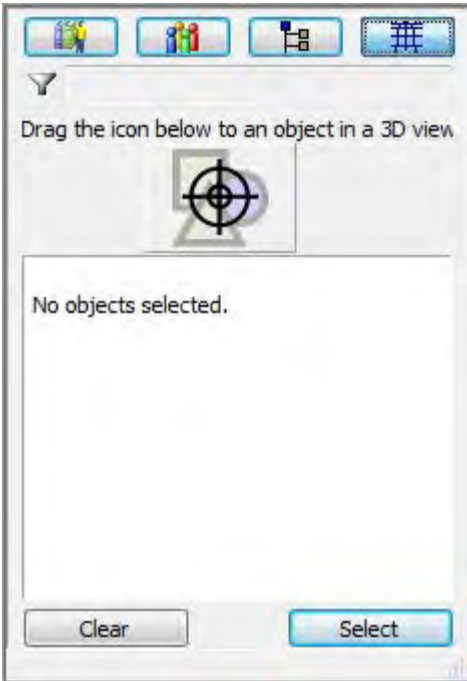 Drag the icon below to an object in a 3D view
No objects selected.
Clear
Select